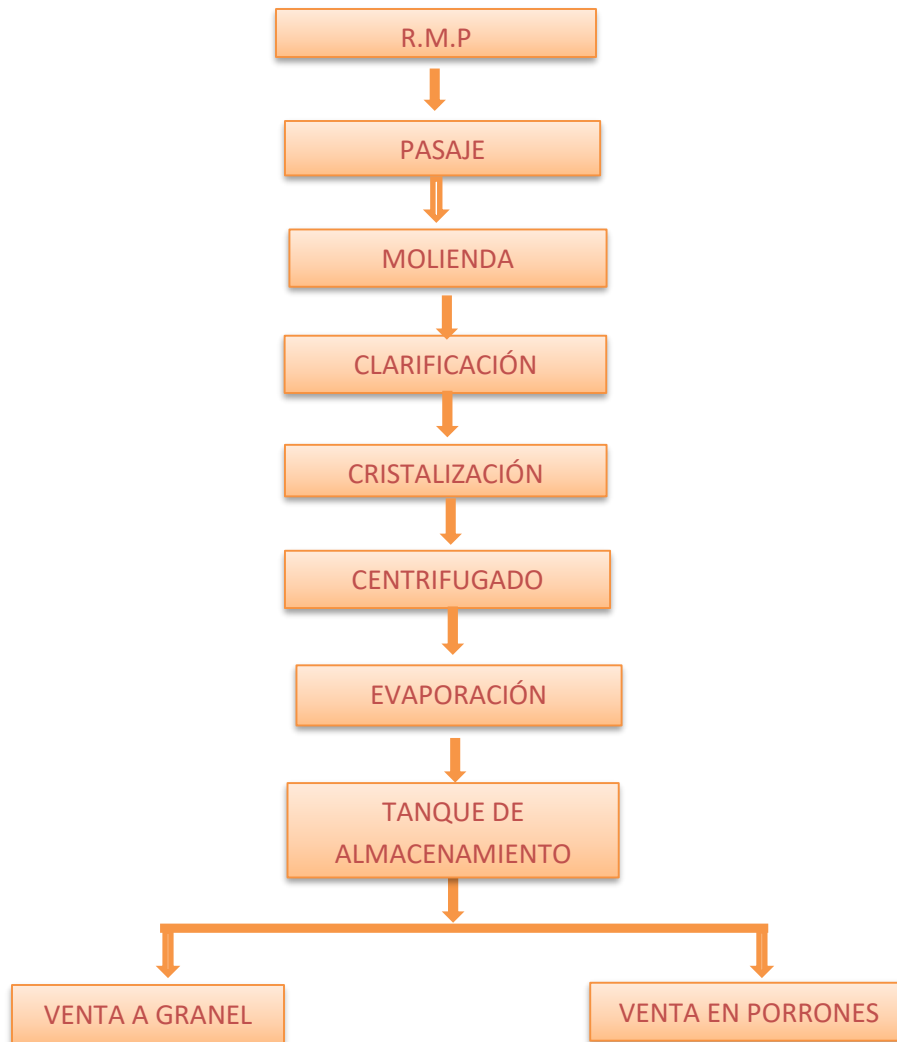 R.M.P
PASAJE
MOLIENDA
CLARIFICACIÓN
CRISTALIZACIÓN
CENTRIFUGADO
EVAPORACIÓN
TANQUE DE
ALMACENAMIENTO
VENTA A GRANEL
VENTA EN PORRONES